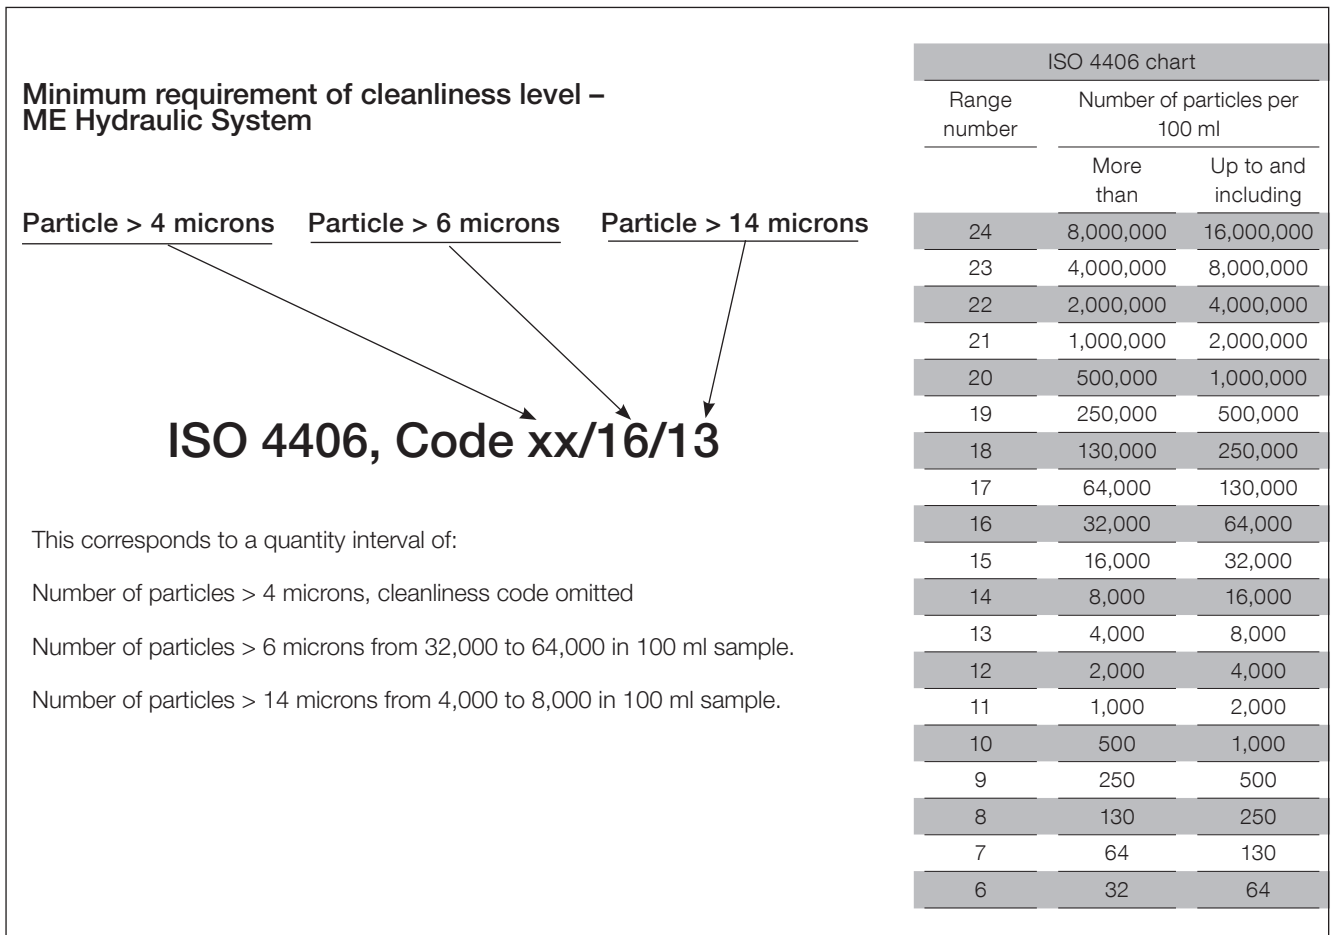 Minimum requirement of cleanliness level –
ME Hydraulic System
Particle > 4 microns Particle > 6 microns Particle > 14 microns
ISO 4406, Code xx/16/13
This corresponds to a quantity interval of:
Number of particles > 4 microns, cleanliness code omitted
Number of particles > 6 microns from 32,000 to 64,000 in 100 ml sample.
Number of particles > 14 microns from 4,000 to 8,000 in 100 ml sample.
ISO 4406 chart
Range Number of particles per
number 100 ml
More Up to and
than including
24 8,000,000 16,000,000
23 4,000,000 8,000,000
22 2,000,000 4,000,000
21 1,000,000 2,000,000
20 500,000 1,000,000
19 250,000 500,000
18 130,000 250,000
17 64,000 130,000
16 32,000 64,000
15 16,000 32,000
14 8,000 16,000
13 4,000 8,000
12 2,000 4,000
11 1,000 2,000
10 500 1,000
9 250 500
8 130 250
7 64 130
6 32 64